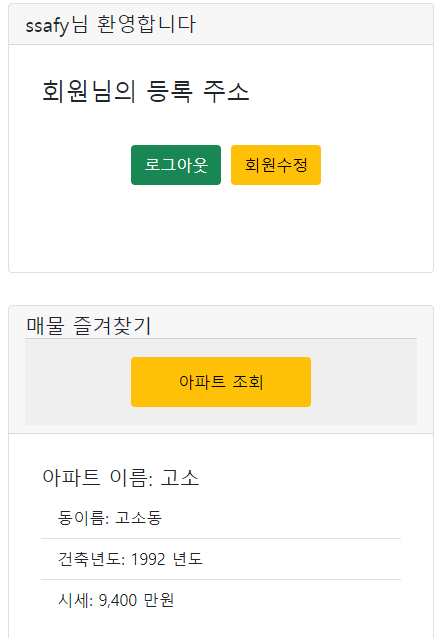 ssafy님 환영합니다
회원님의 등록 주소
로그아웃 회원수정
매물 즐겨찾기
아파트 조회
아파트 이름: 고소
동이름: 고소동
건축년도: 1992 년도
시세: 9,400 만원